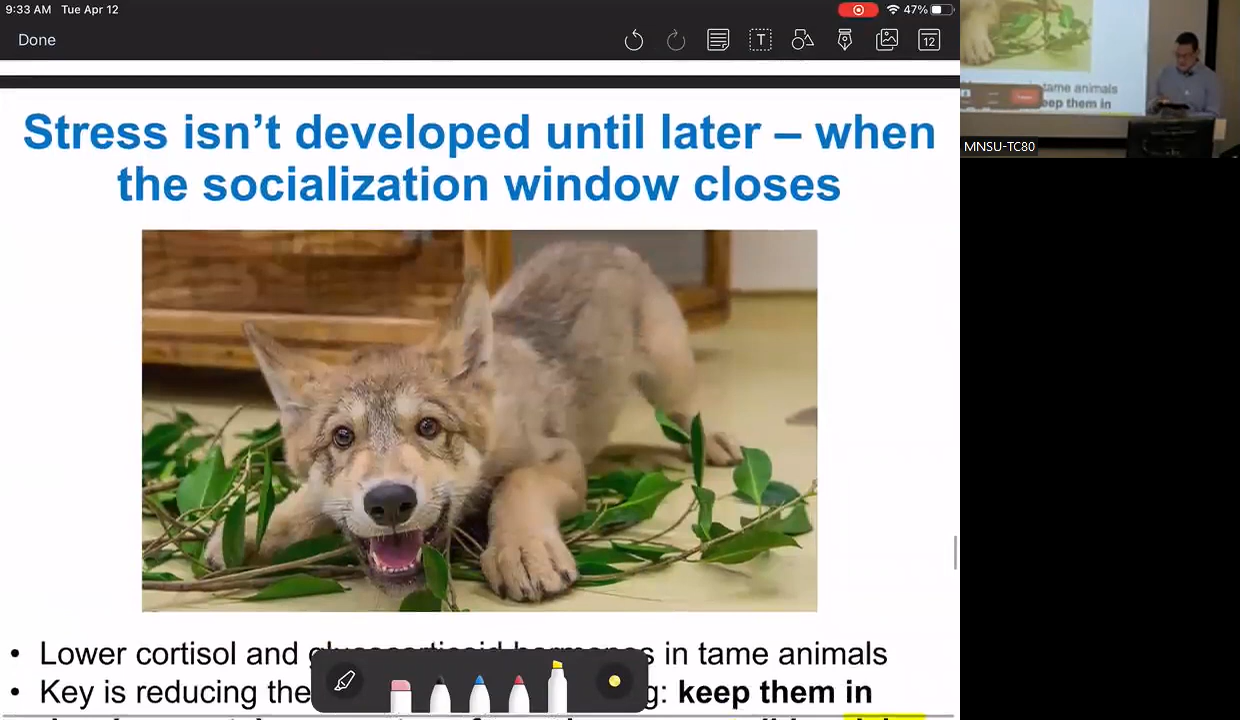 9:33 AM Tue Apr 12
47%
Done
T
12
Stress isn’t developed until later – when
the socialization window closes
• Lower cortisol and glucocorticoid hormones in tame animals
• Key is reducing the g: keep them in
tame animals
eep them in
MNSU-TC80